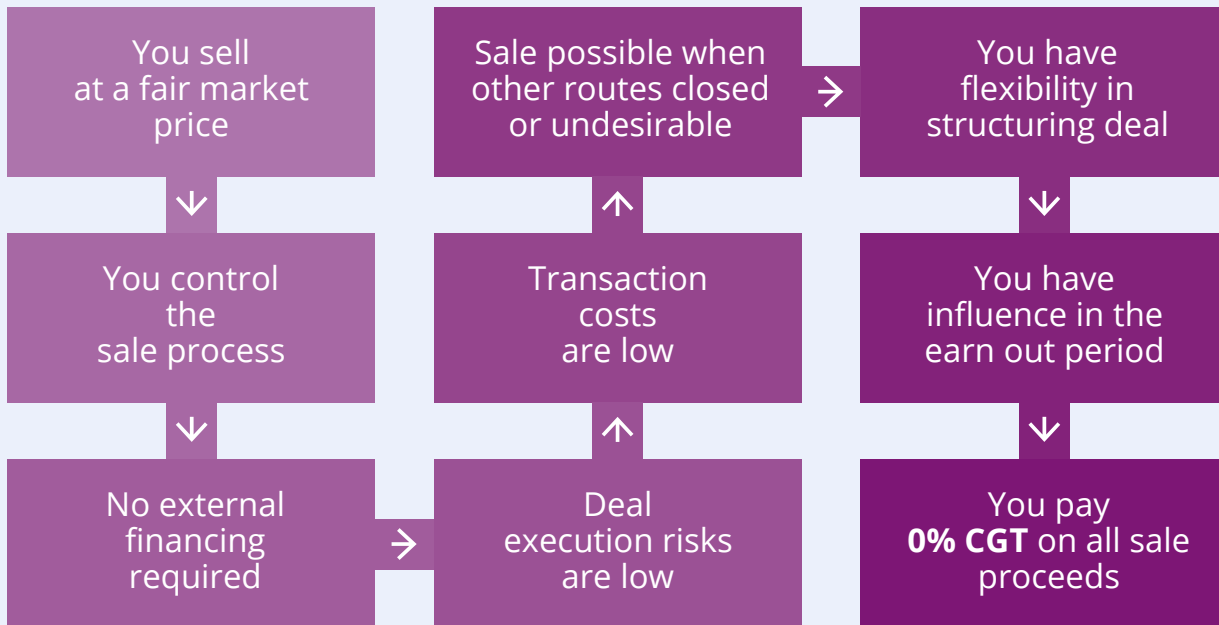 You sell
at a fair market
price
You control
the
sale process
No external
financing
required
Deal
execution risks
are low
Transaction
costs
are low
Sale possible when
other routes closed
or undesirable
You have
flexibility in
structuring deal
You have
influence in the
earn out period
You pay
0% CGT on all sale
proceeds